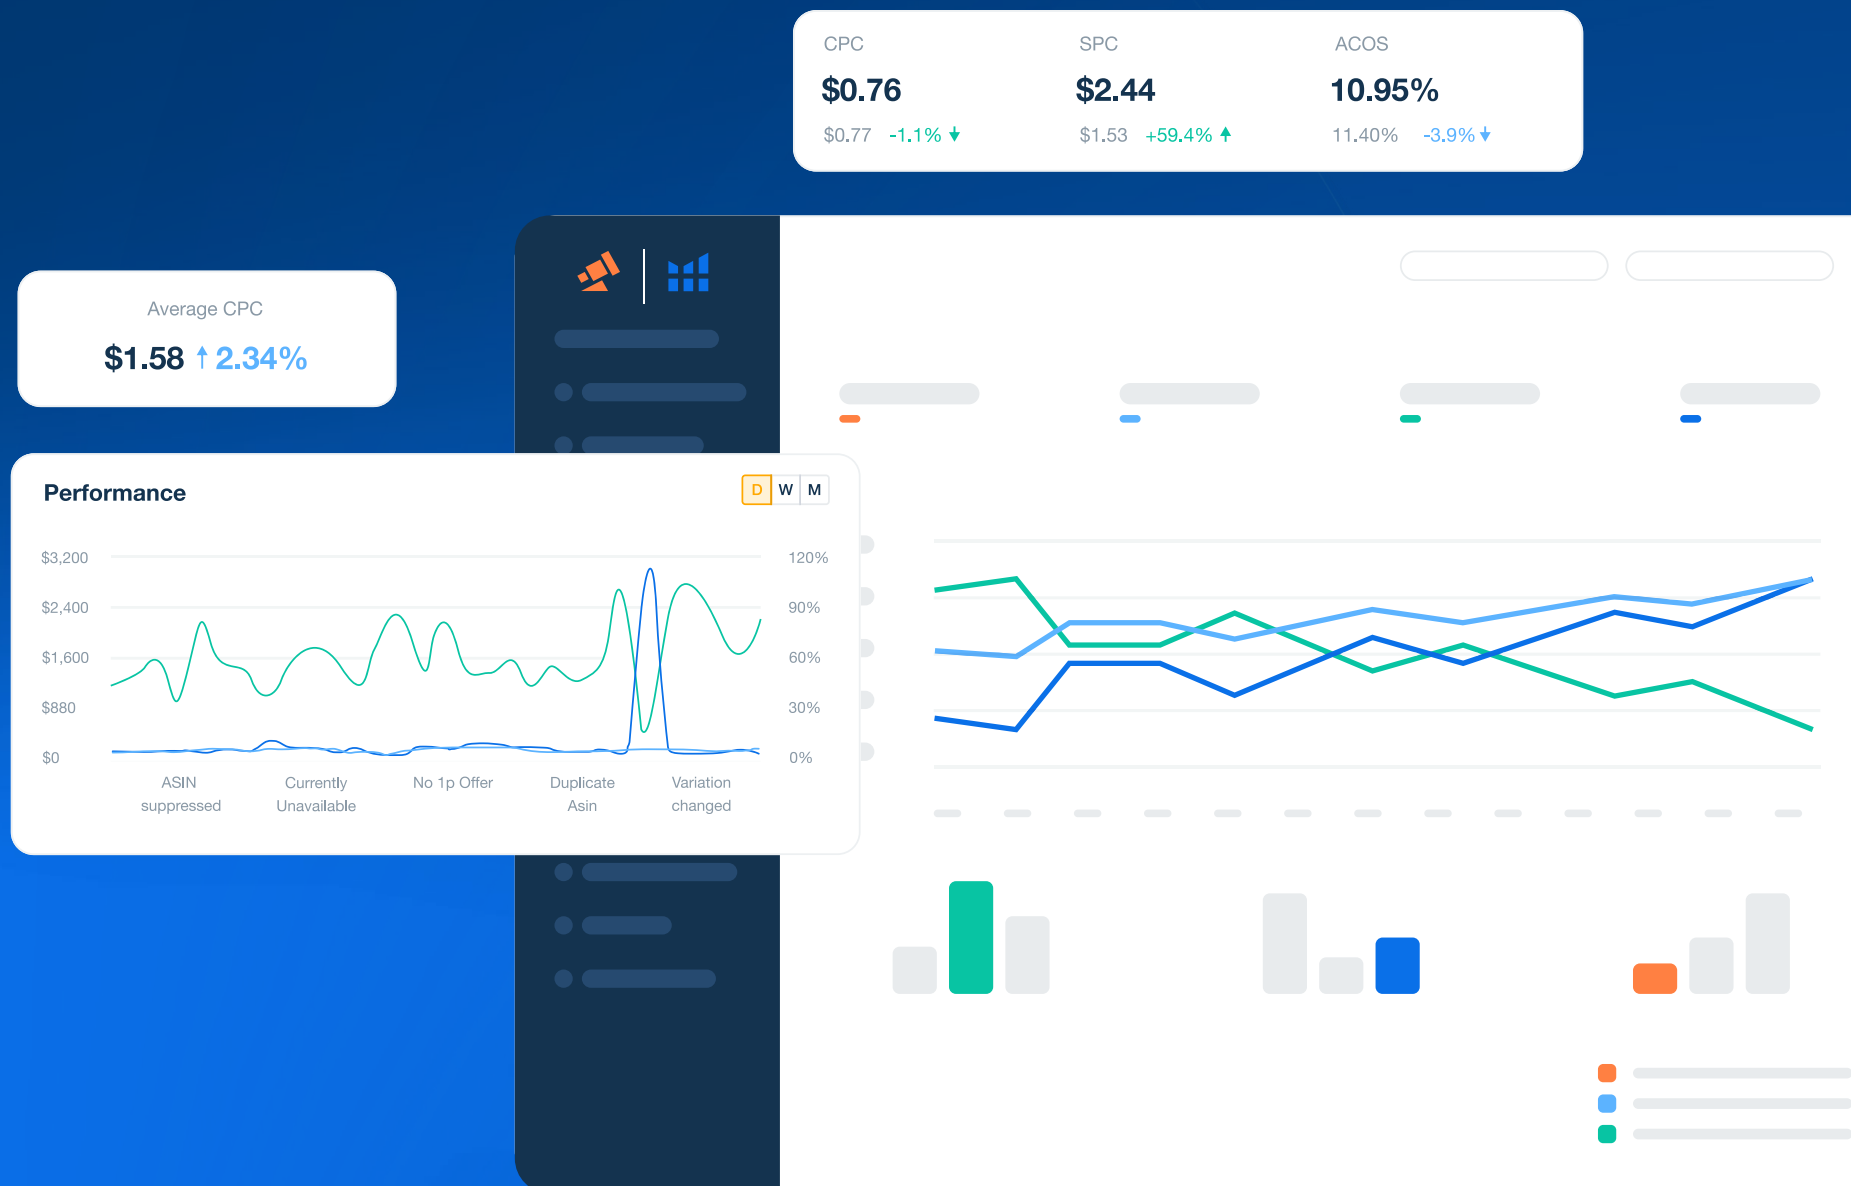 CPC SPC ACOS
$0.76 $2.44 10.95%
$0.77 -1.1% $1.53 +59.4% 11.40% -3.9%
Average CPC
$1.58 2.34%
Performance
D W M
$3,200 120%
$2,400 90%
$1,600 60%
$880 30%
$0 0%
ASIN Currently No 1p Offer Duplicate Variation
suppressed Unavailable Asin changed